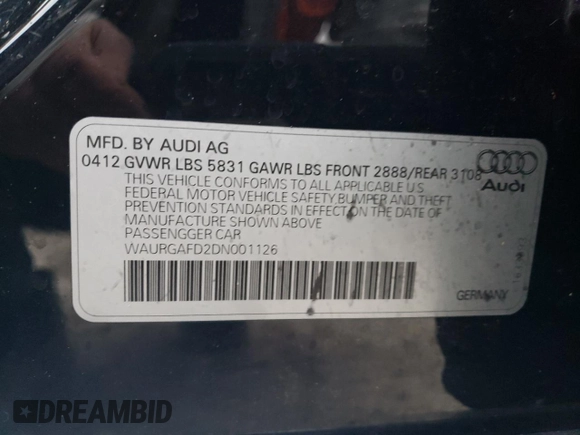 MFD. BY AUDI AG
0412 GVWR LBS 5831 GAWR LBS FRONT 2888/REAR 3108
THIS VEHICLE CONFORMS TO ALL APPLICABLE U.S
FEDERAL MOTOR VEHICLE SAFETY BUMPER AND THEFT
PREVENTION STANDARDS IN EFFECT ON THE DATE OF
MANUFACTURE SHOWN ABOVE
PASSENGGER CAR
WAURGAFD2DN001126
Audi
GERMANY
DREAMBID